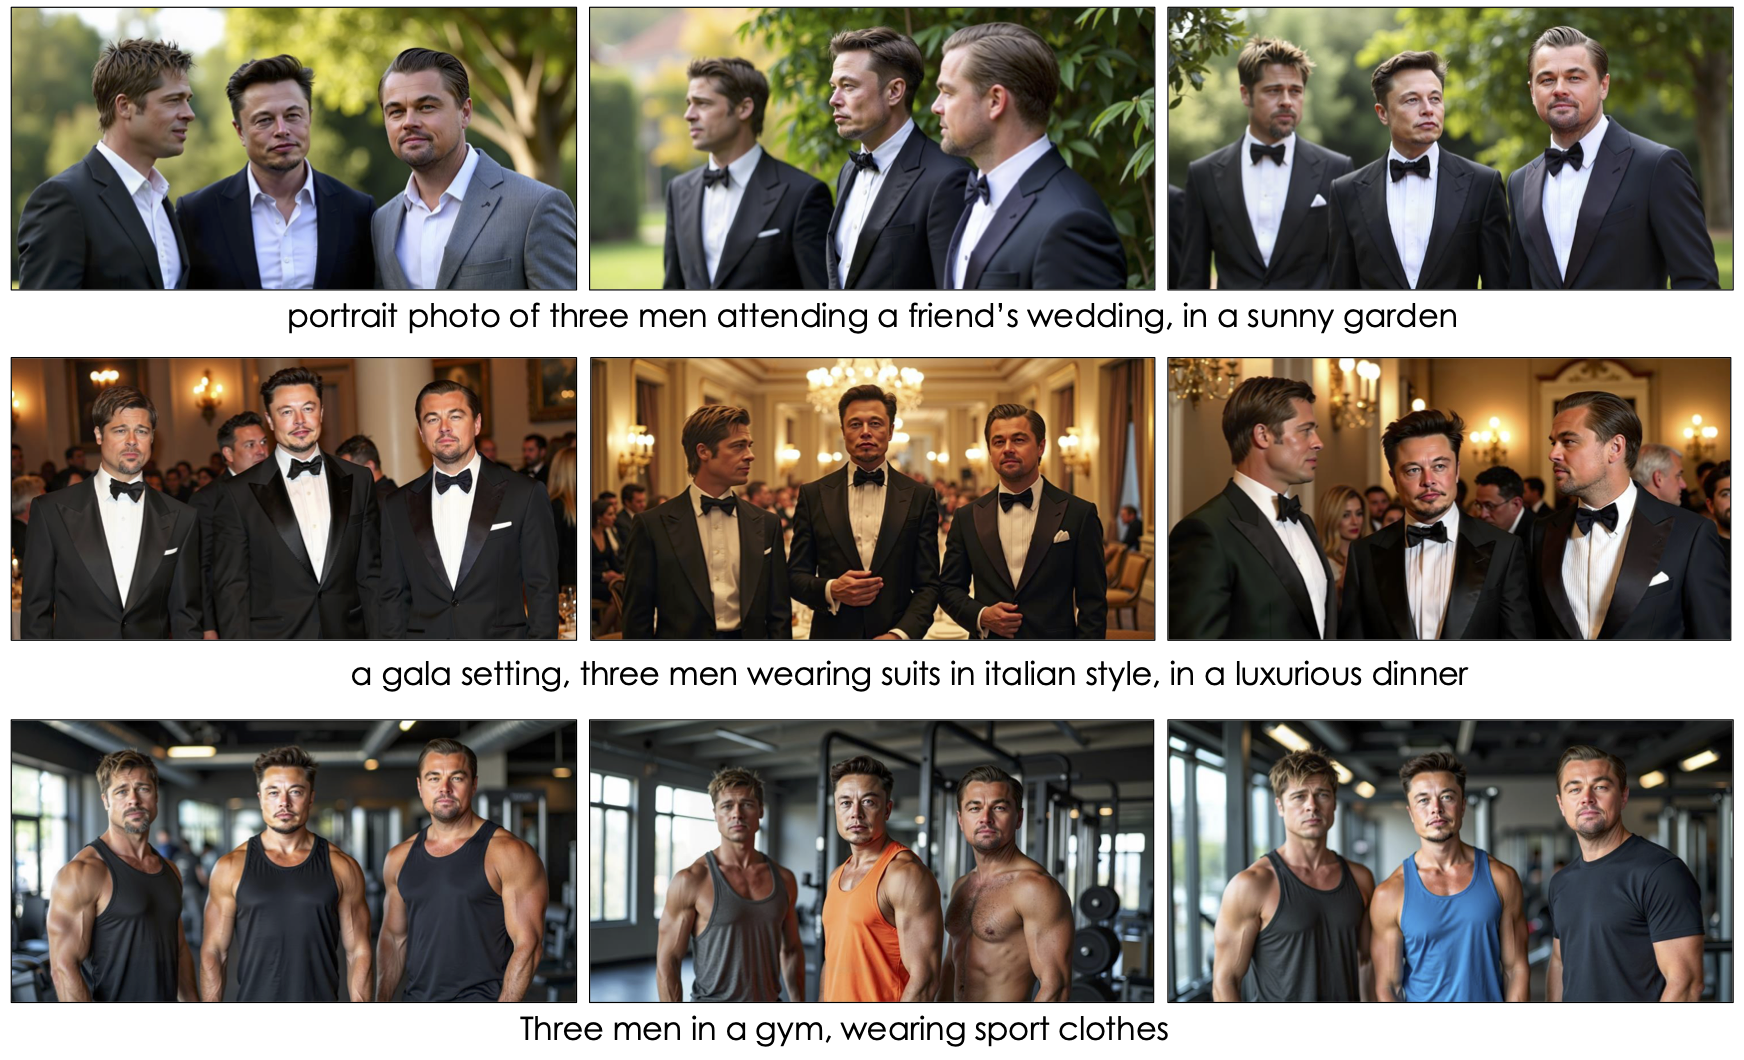 portrait photo of three men attending a friend’s wedding, in a sunny garden
a gala setting, three men wearing suits in italian style, in a luxurious dinner
Three men in a gym, wearing sport clothes